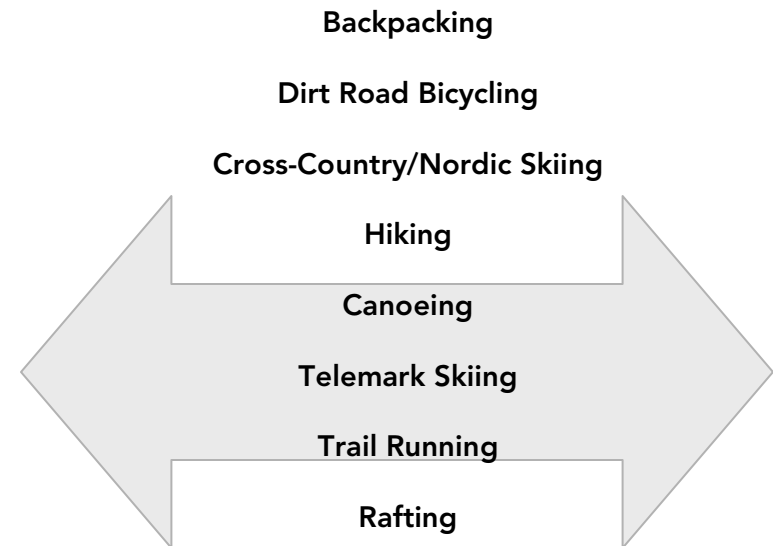 Backpacking
Dirt Road Bicycling
Cross-Country/Nordic Skiing
Hiking
Canoeing
Telemark Skiing
Trail Running
Rafting